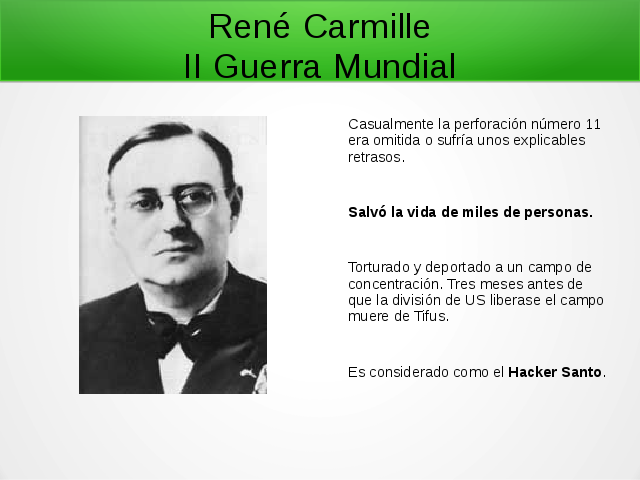 René Carmille
II Guerra Mundial
Casualmente la perforación número 11
era omitida o sufría unos explicables
retrasos.
Salvó la vida de miles de personas.
Torturado y deportado a un campo de
concentración. Tres meses antes de
que la división de US liberase el campo
muere de Tifus.
Es considerado como el Hacker Santo.